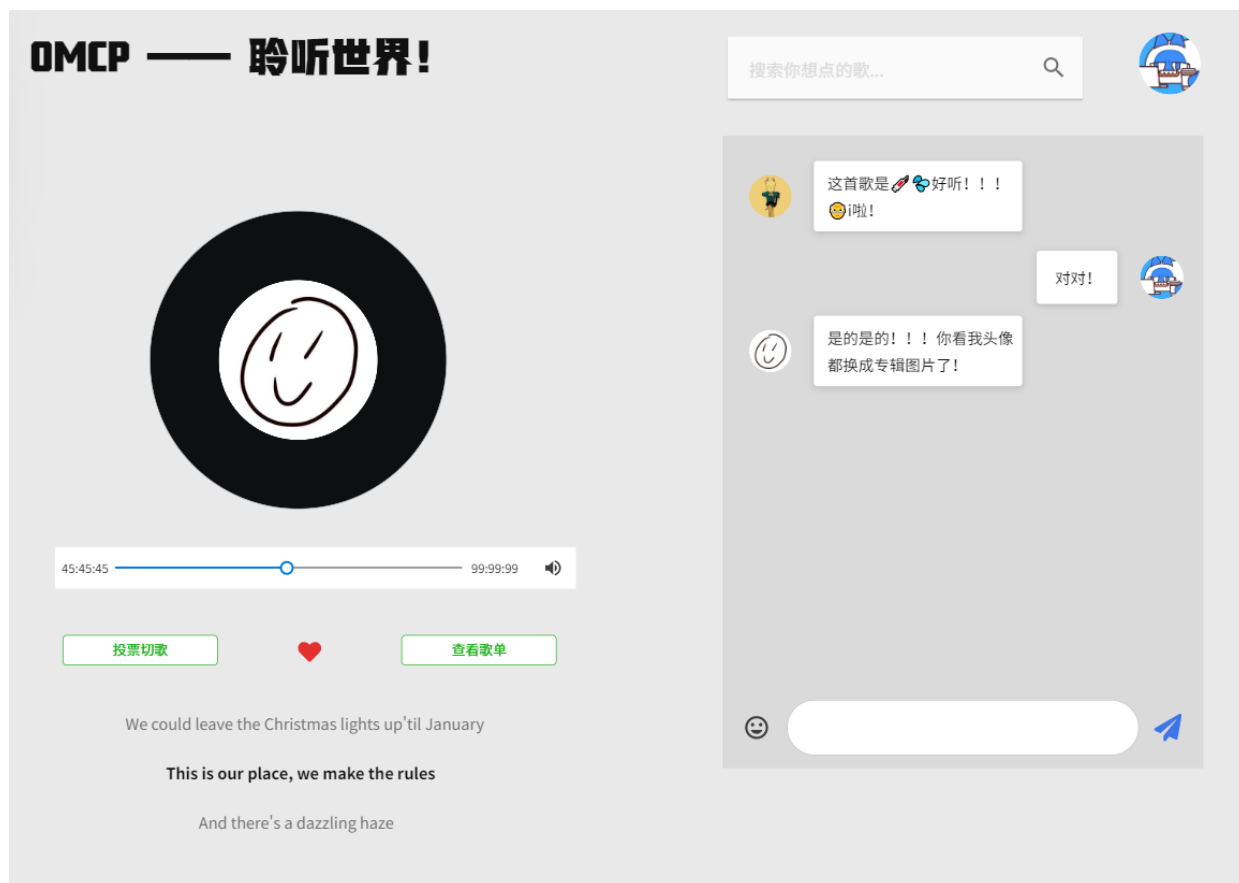 OMCP —— 聆听世界！
搜索你想点的歌...
这首歌是🩸🫘好听！！！
😊i啦！
对对！
是的是的！！！你看我头像
都换成专辑图片了！
45:45:45
99:99:99
投票切歌
查看歌单
We could leave the Christmas lights up'til January
This is our place, we make the rules
And there's a dazzling haze